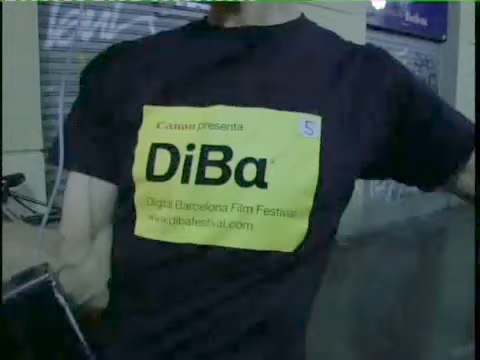 Canon presenta
5
DiBa
Digital Barcelona Film Festival
www.dibafestival.com